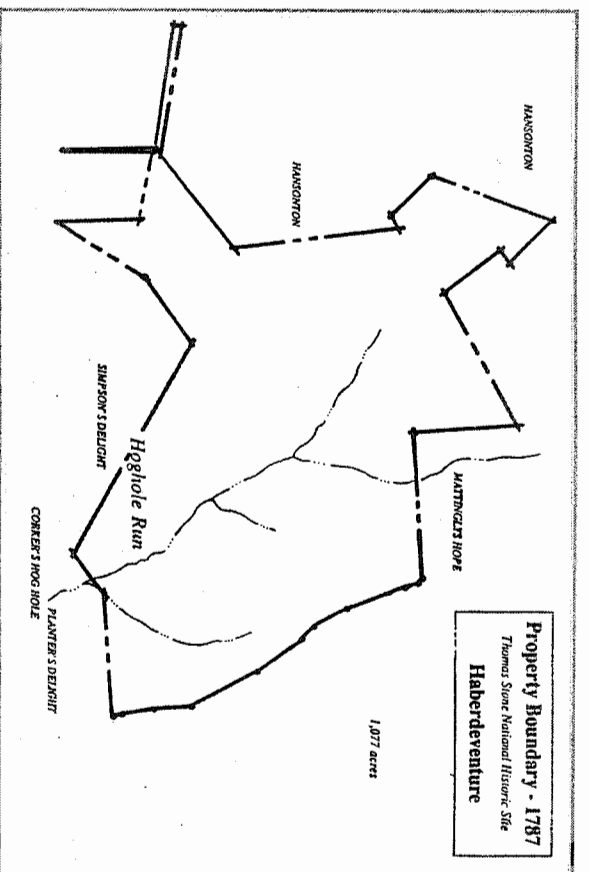 Property Boundary - 1787
Thomas Stone National Historic Site
Haberdeventure
HANSONTON
HANSONTON
MATTINGLYS HOPE
1,077 acres
Hoghole Run
SIMPSON'S DELIGHT
CORKER'S HOG HOLE
PLANTER'S DELIGHT